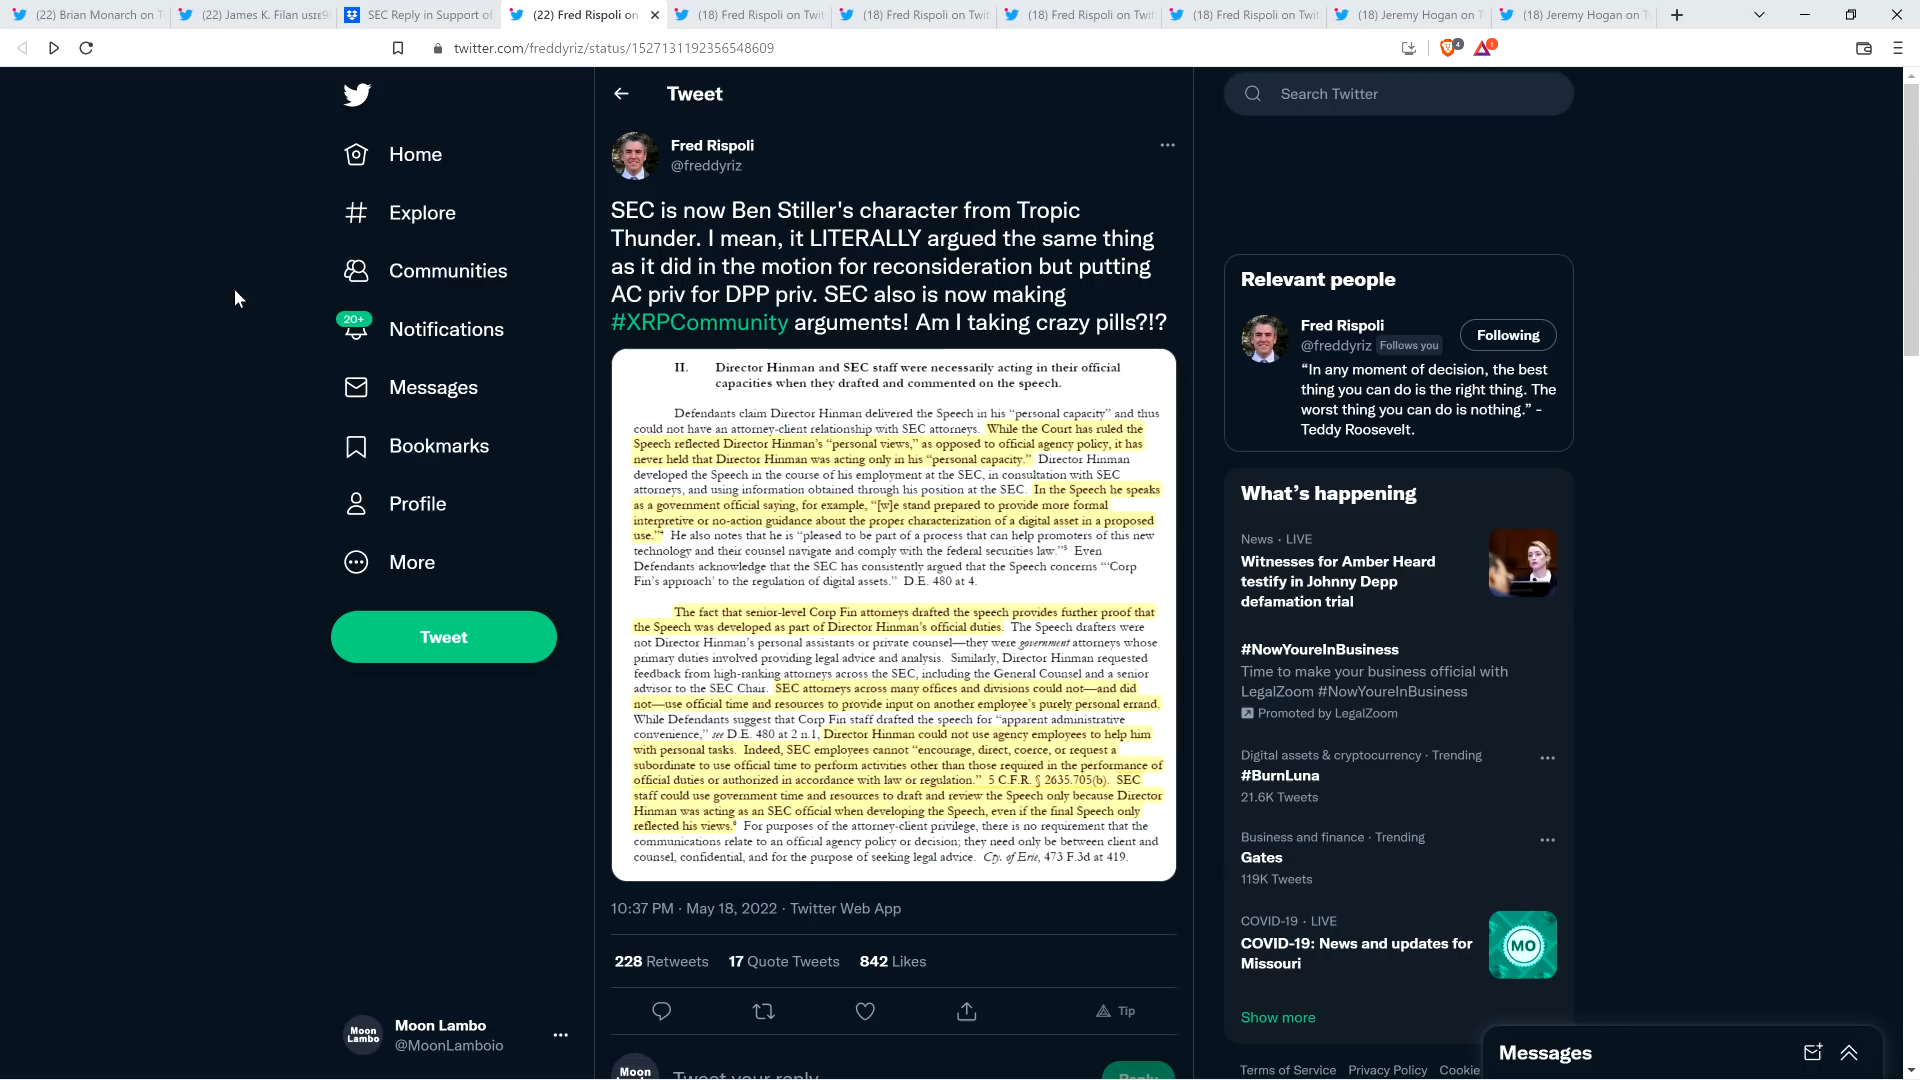 (22) Brian Monarch on T
(22) James K. Filan
SEC Reply in Support of
(22) Fred Rispoli on
(18) Fred Rispoli on Twit
(18) Fred Rispoli on Twit
(18) Fred Rispoli on Twit
(18) Fred Rispoli on Twit
(18) Jeremy Hogan on T
(18) Jeremy Hogan on T
twitter.com/freddyriz/status/1527131192356548609
4
1
Home
Explore
Communities
20+
Notifications
Messages
Bookmarks
Profile
More
Tweet
Moon Lambo
Moon Lambo
@MoonLamboio
Tweet
Fred Rispoli
@freddyriz
SEC is now Ben Stiller's character from Tropic
Thunder. I mean, it LITERALLY argued the same thing
as it did in the motion for reconsideration but putting
AC priv for DPP priv. SEC also is now making
#XRPCommunity arguments! Am I taking crazy pills?!?
II. Director Hinman and SEC staff were necessarily acting in their official
capacities when they drafted and commented on the speech.
Defendants claim Director Hinman delivered the Speech in his “personal capacity” and thus
could not have an attorney-client relationship with SEC attorneys. While the Court has ruled the
Speech reflected Director Hinman’s “personal views,” as opposed to official agency policy, it has
never held that Director Hinman was acting only in his “personal capacity.” Director Hinman
developed the Speech in the course of his employment at the SEC, in consultation with SEC
attorneys, and using information obtained through his position at the SEC. In the Speech he speaks
as a government official saying, for example, “[w]e stand prepared to provide more formal
interpretive or no-action guidance about the proper characterization of a digital asset in a proposed
use.”⁴ He also notes that he is “pleased to be part of a process that can help promoters of this new
technology and their counsel navigate and comply with the federal securities law.”⁵ Even
Defendants acknowledge that the SEC has consistently argued that the Speech concerns “‘Corp
Fin’s approach’ to the regulation of digital assets.” D.E. 480 at 4.
The fact that senior-level Corp Fin attorneys drafted the speech provides further proof that
the Speech was developed as part of Director Hinman’s official duties. The Speech drafters were
not Director Hinman’s personal assistants or private counsel—they were government attorneys whose
primary duties involved providing legal advice and analysis. Similarly, Director Hinman requested
feedback from high-ranking attorneys across the SEC, including the General Counsel and a senior
advisor to the SEC Chair. SEC attorneys across many offices and divisions could not—and did
not—use official time and resources to provide input on another employee’s purely personal errand.
While Defendants suggest that Corp Fin staff drafted the speech for “apparent administrative
convenience,” see D.E. 480 at 2 n.1, Director Hinman could not use agency employees to help him
with personal tasks. Indeed, SEC employees cannot “encourage, direct, coerce, or request a
subordinate to use official time to perform activities other than those required in the performance of
official duties or authorized in accordance with law or regulation.” 5 C.F.R. § 2635.705(b). SEC
staff could use government time and resources to draft and review the Speech only because Director
Hinman was acting as an SEC official when developing the Speech, even if the final Speech only
reflected his views.⁶ For purposes of the attorney-client privilege, there is no requirement that the
communications relate to an official agency policy or decision; they need only be between client and
counsel, confidential, and for the purpose of seeking legal advice. Cty. of Erie, 473 F.3d at 419.
10:37 PM · May 18, 2022 · Twitter Web App
228 Retweets 17 Quote Tweets 842 Likes
Tip
Moon
Tweet your reply
Reply
Search Twitter
Relevant people
Fred Rispoli
@freddyriz Follows you
Following
“In any moment of decision, the best
thing you can do is the right thing. The
worst thing you can do is nothing.” -
Teddy Roosevelt.
What’s happening
News · LIVE
Witnesses for Amber Heard
testify in Johnny Depp
defamation trial
#NowYoureInBusiness
Time to make your business official with
LegalZoom #NowYoureInBusiness
Promoted by LegalZoom
Digital assets & cryptocurrency · Trending
#BurnLuna
21.6K Tweets
Business and finance · Trending
Gates
119K Tweets
COVID-19 · LIVE
COVID-19: News and updates for
Missouri
MO
Show more
Messages
Terms of Service Privacy Policy Cookie